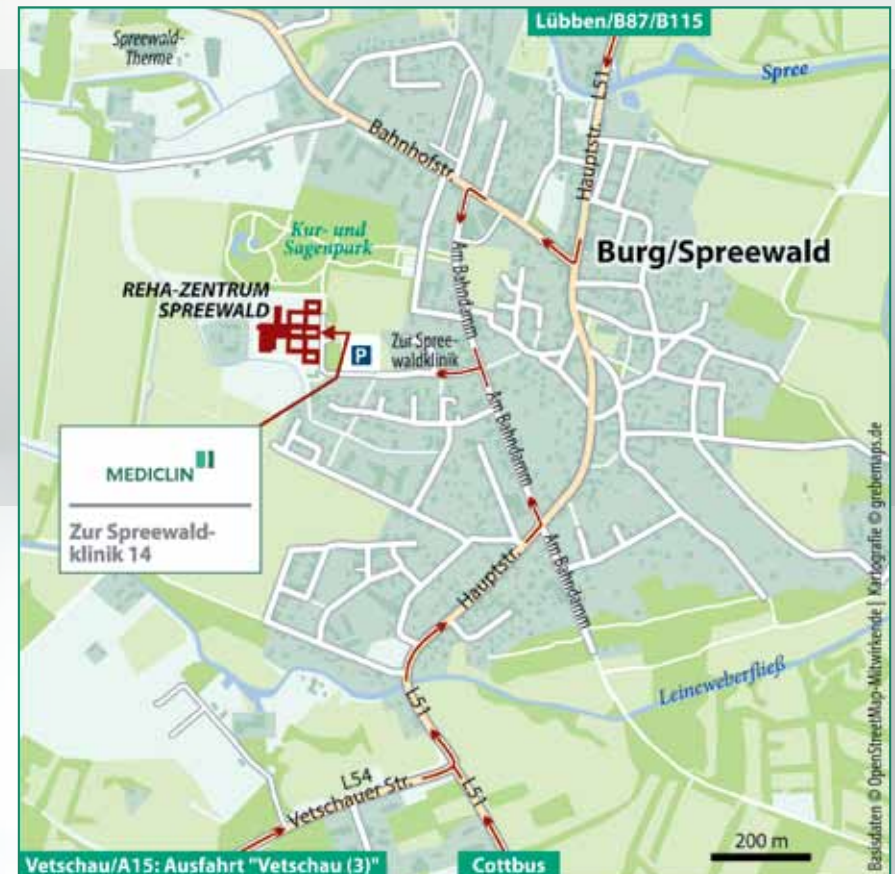 Lübben/B87/B115
Spreewald-
Therme
Spree
L51
Hauptstr.
Bahnhofstr.
Kur- und
Sagenpark
Burg/Spreewald
Am Bahndamm
REHA-ZENTRUM
SPREEWALD
P
Zur Spree-
waldklinik
MEDICLIN
Zur Spreewald-
klinik 14
Am Bahndamm
Hauptstr.
Am Bahndamm
Leineweberfließ
L51
L54
Vetschauer Str.
L51
200 m
Vetschau/A15: Ausfahrt "Vetschau (3)"
Cottbus
Basisdaten © OpenStreetMap-Mitwirkende | Kartografie © grebemaps.de